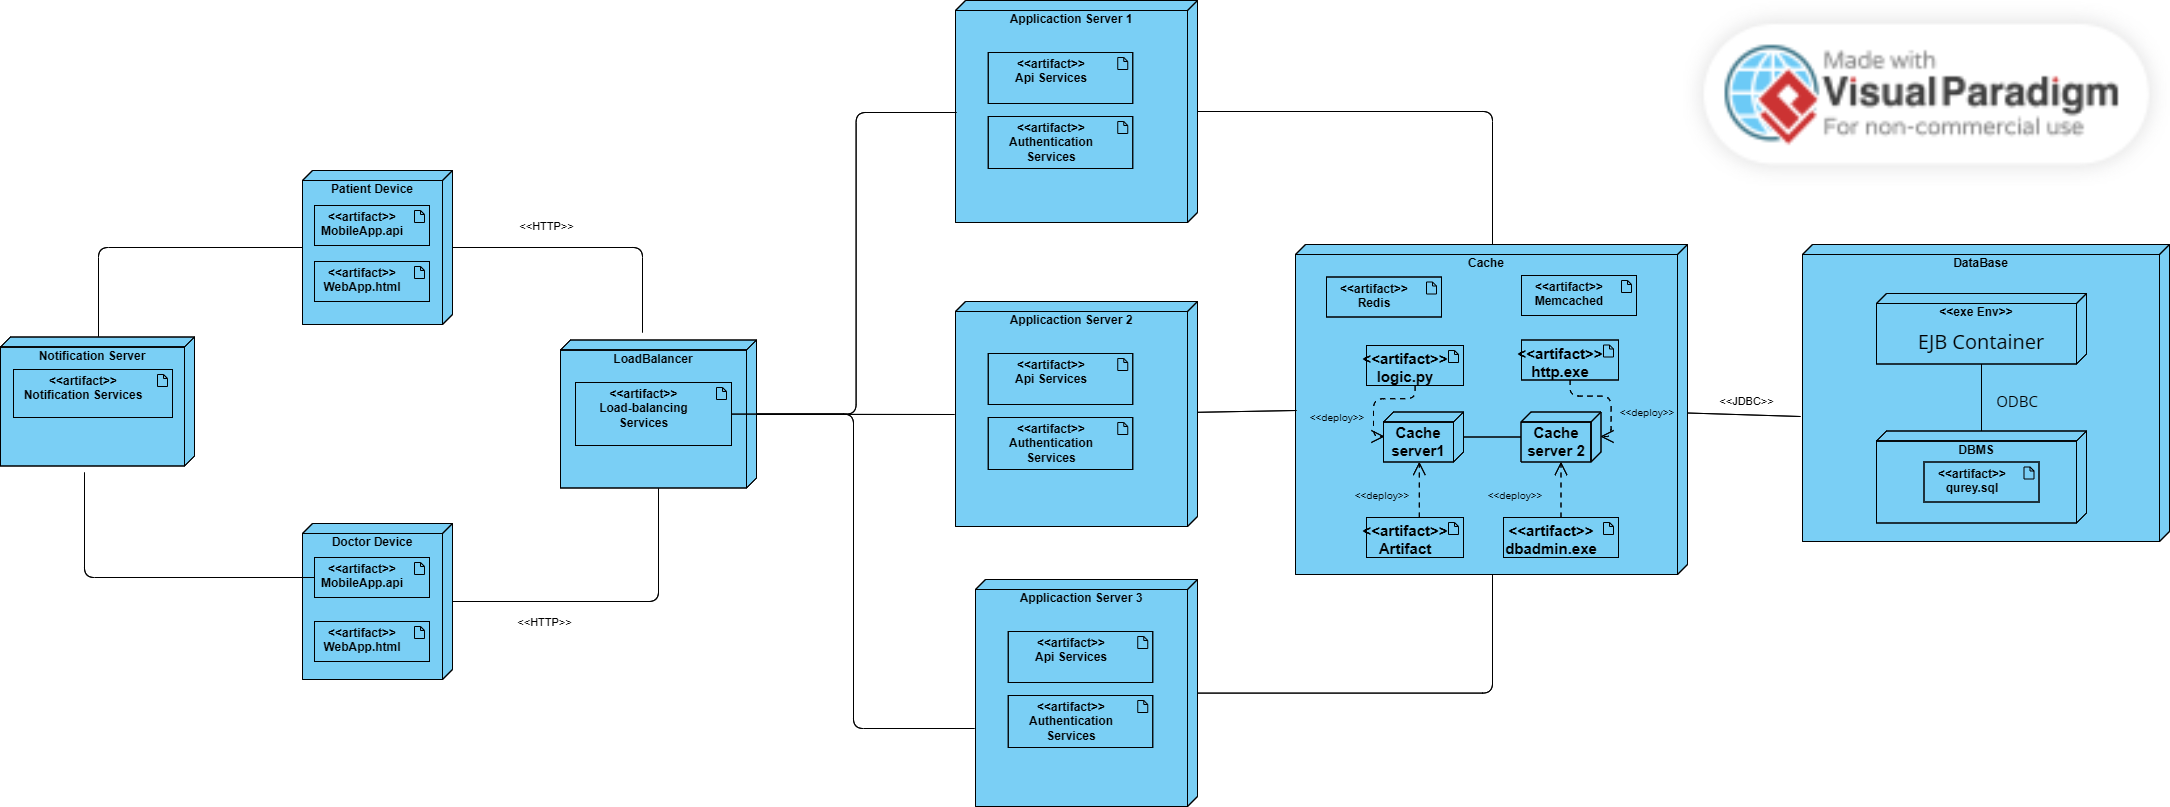 Made with
Visual Paradigm
For non-commercial use
Notification Server
<<artifact>>
Notification Services
Patient Device
<<artifact>>
MobileApp.api
<<artifact>>
WebApp.html
<<HTTP>>
Doctor Device
<<artifact>>
MobileApp.api
<<artifact>>
WebApp.html
<<HTTP>>
LoadBalancer
<<artifact>>
Load-balancing
Services
Applicaction Server 1
<<artifact>>
Api Services
<<artifact>>
Authentication
Services
Applicaction Server 2
<<artifact>>
Api Services
<<artifact>>
Authentication
Services
Applicaction Server 3
<<artifact>>
Api Services
<<artifact>>
Authentication
Services
Cache
<<artifact>>
Redis
<<artifact>>
Memcached
<<artifact>>
logic.py
<<artifact>>
http.exe
<<deploy>>
<<deploy>>
Cache
server1
Cache
server 2
<<deploy>>
<<deploy>>
<<artifact>>
Artifact
<<artifact>>
dbadmin.exe
<<JDBC>>
DataBase
<<exe Env>>
EJB Container
ODBC
DBMS
<<artifact>>
qurey.sql